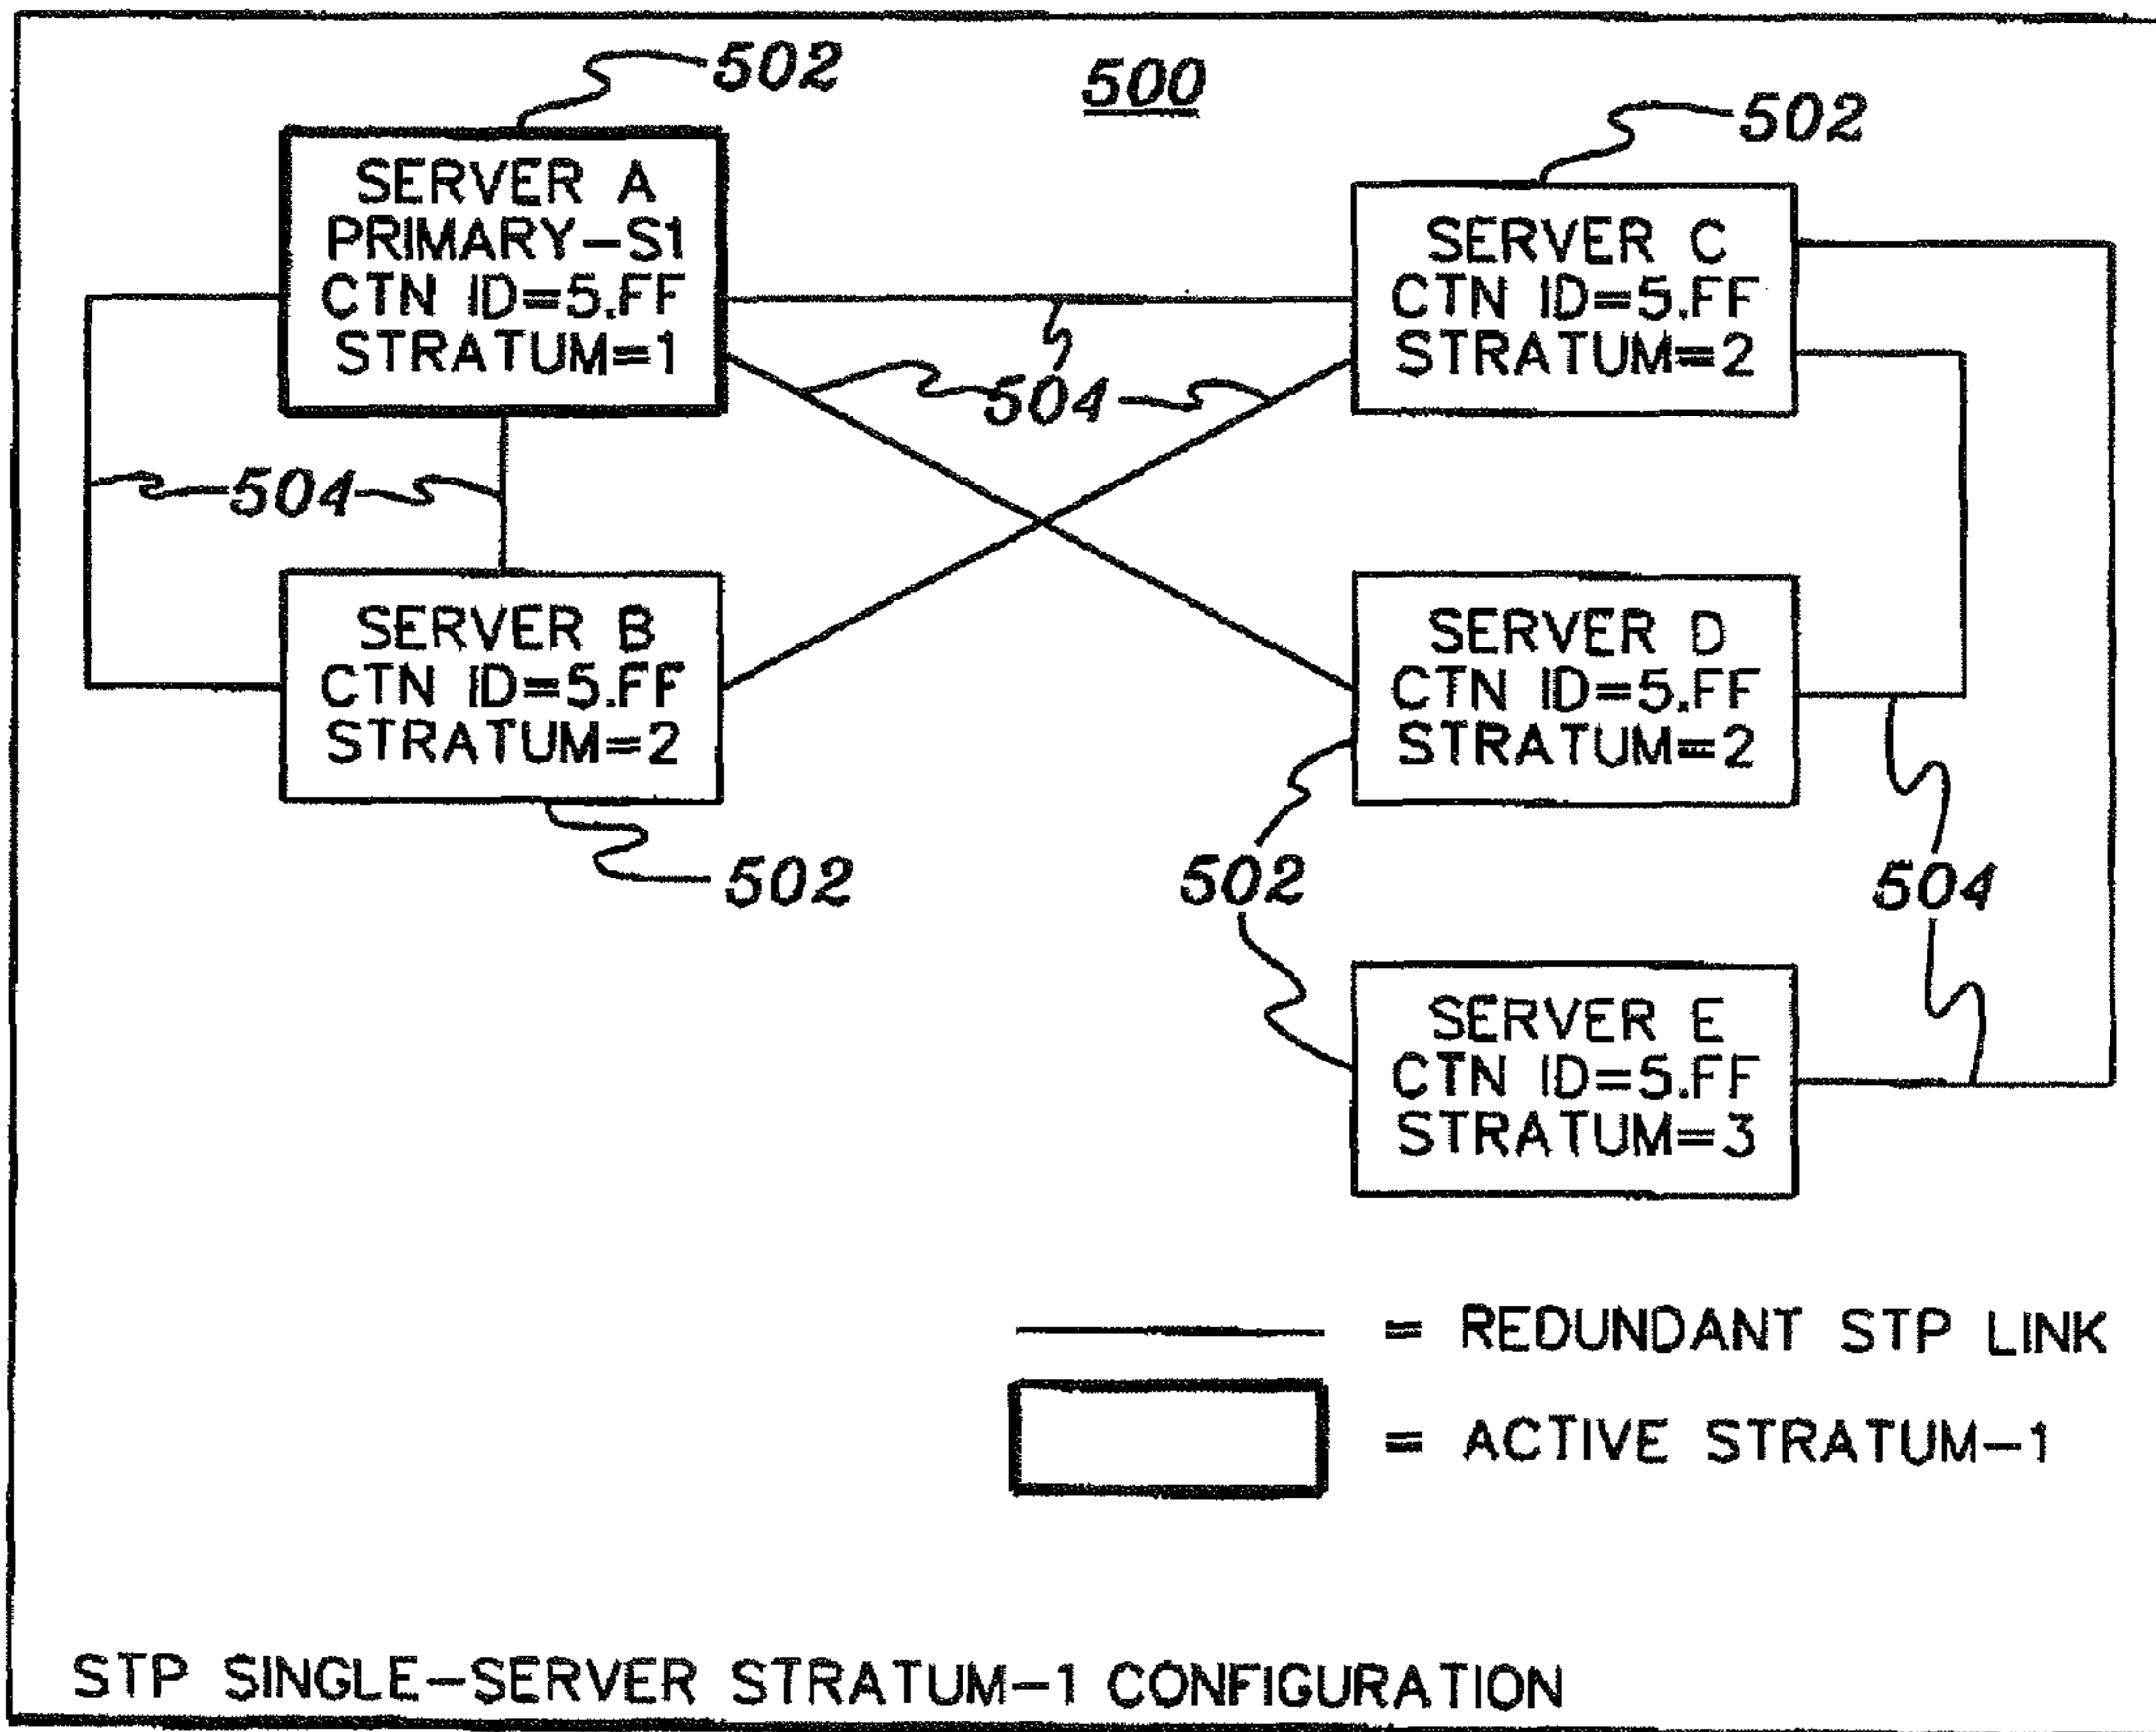 500
502
SERVER A
PRIMARY-S1
CTN ID=5.FF
STRATUM=1
502
SERVER C
CTN ID=5.FF
STRATUM=2
504
504
SERVER B
CTN ID=5.FF
STRATUM=2
502
SERVER D
CTN ID=5.FF
STRATUM=2
502
504
SERVER E
CTN ID=5.FF
STRATUM=3
= REDUNDANT STP LINK
= ACTIVE STRATUM-1
STP SINGLE-SERVER STRATUM-1 CONFIGURATION